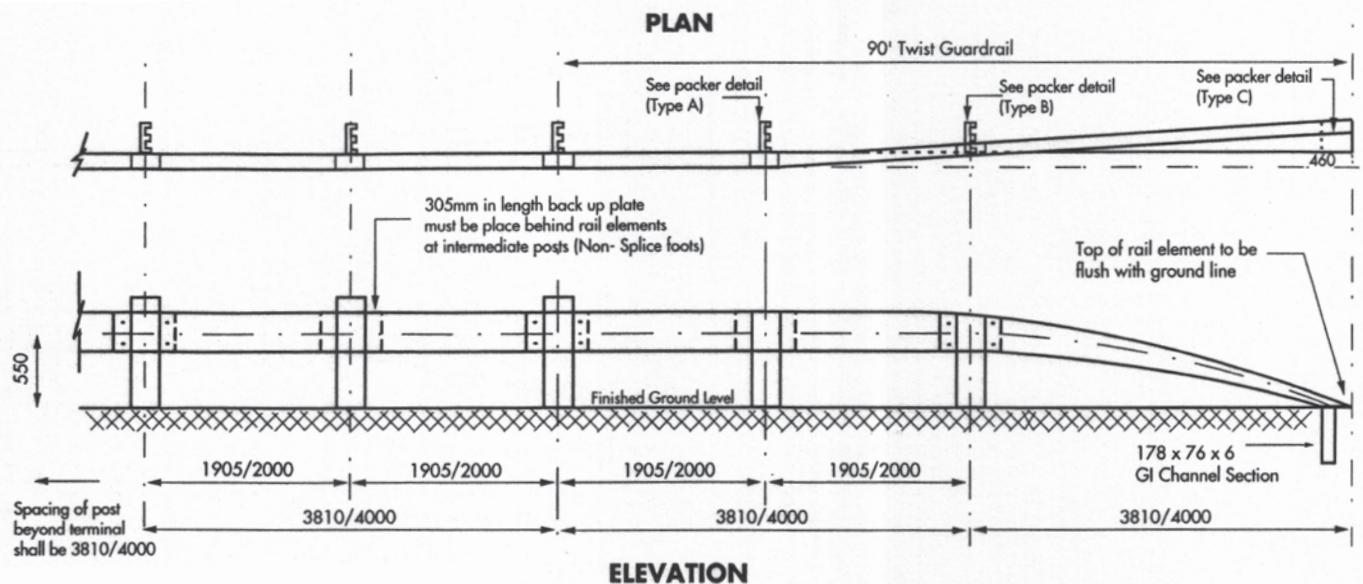 PLAN
90' Twist Guardrail
See packer detail
(Type A)
See packer detail
(Type B)
See packer detail
(Type C)
460
305mm in length back up plate
must be place behind rail elements
at intermediate posts (Non- Splice foots)
Top of rail element to be
flush with ground line
550
Finished Ground Level
1905/2000
1905/2000
1905/2000
1905/2000
178 x 76 x 6
GI Channel Section
Spacing of post
beyond terminal
shall be 3810/4000
3810/4000
3810/4000
3810/4000
ELEVATION